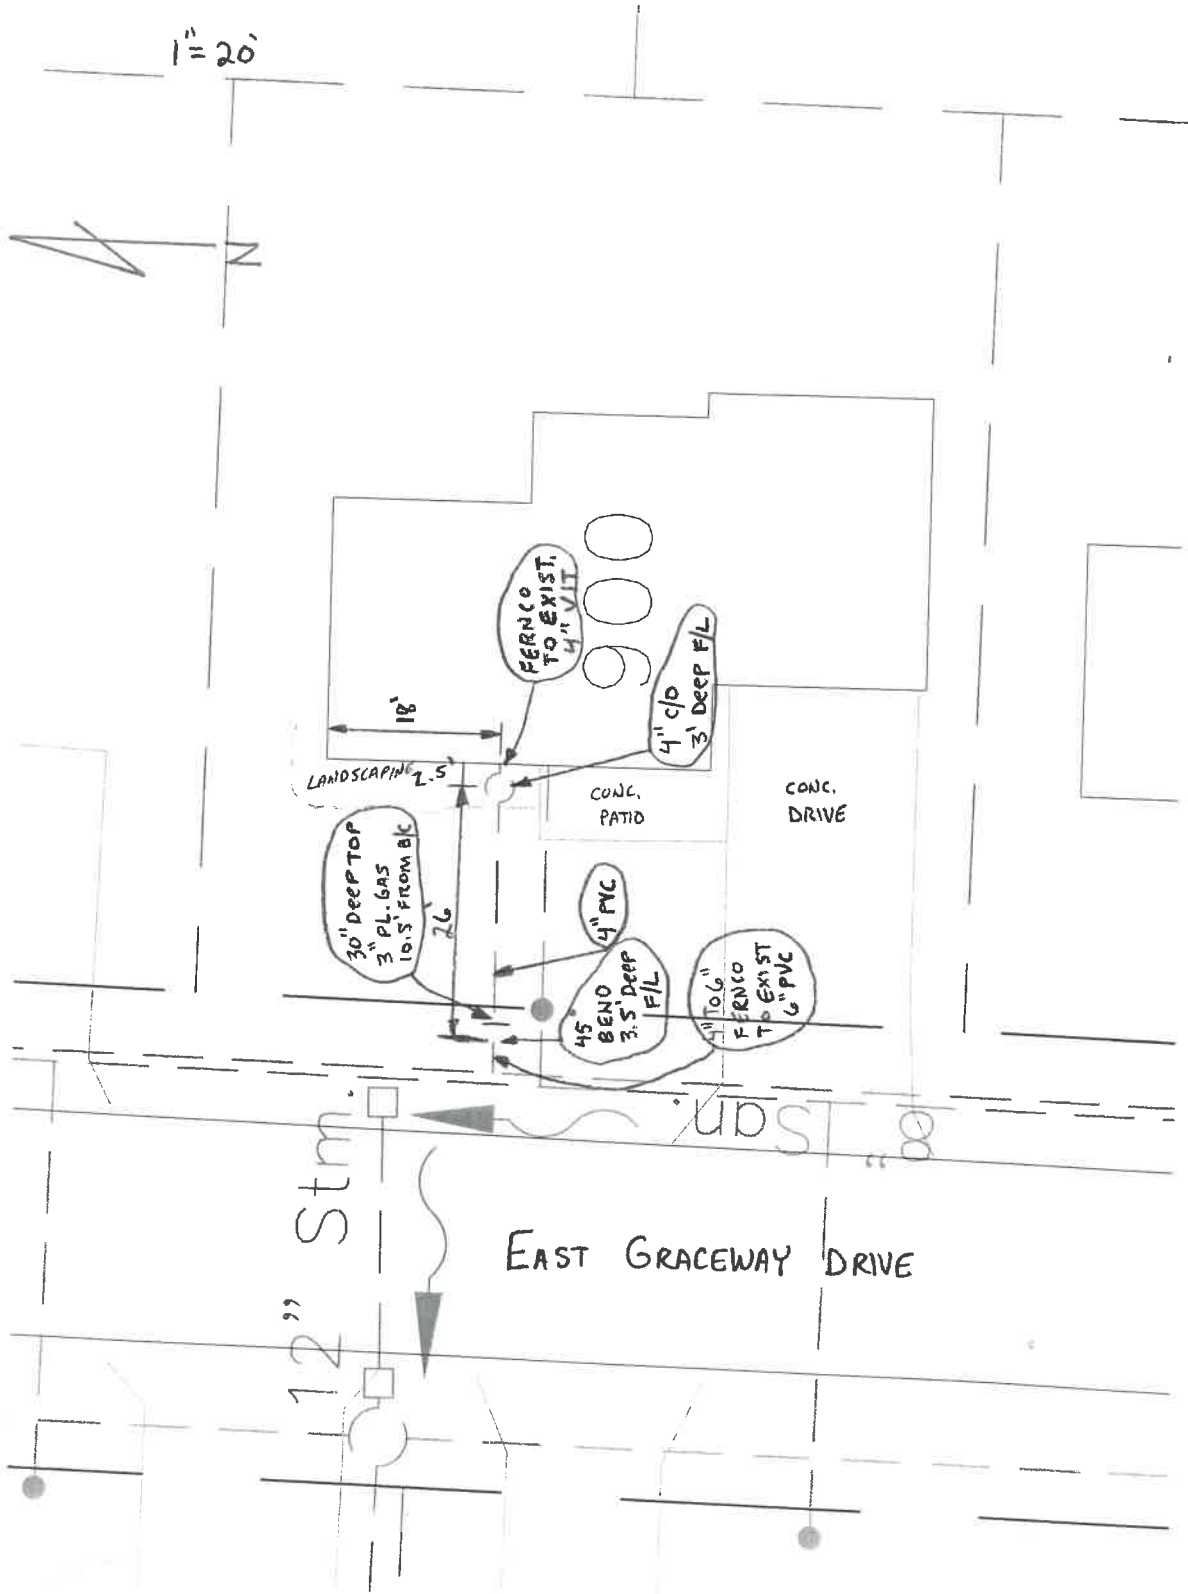 1"=20'
N
FERNCO
TO EXIST.
4" VIT
900
4" C/O
3' DEEP F/L
18'
LANDSCAPING
2.5'
CONC.
PATIO
CONC.
DRIVE
30" DEEP TOP
3" PL. GAS
10.5' FROM B/C
26
4" PVC
45°
BEND
3.5' DEEP
F/L
4" TO 6"
FERNCO
TO EXIST
6" PVC
8" San.
12" Stm.
EAST GRACEWAY DRIVE